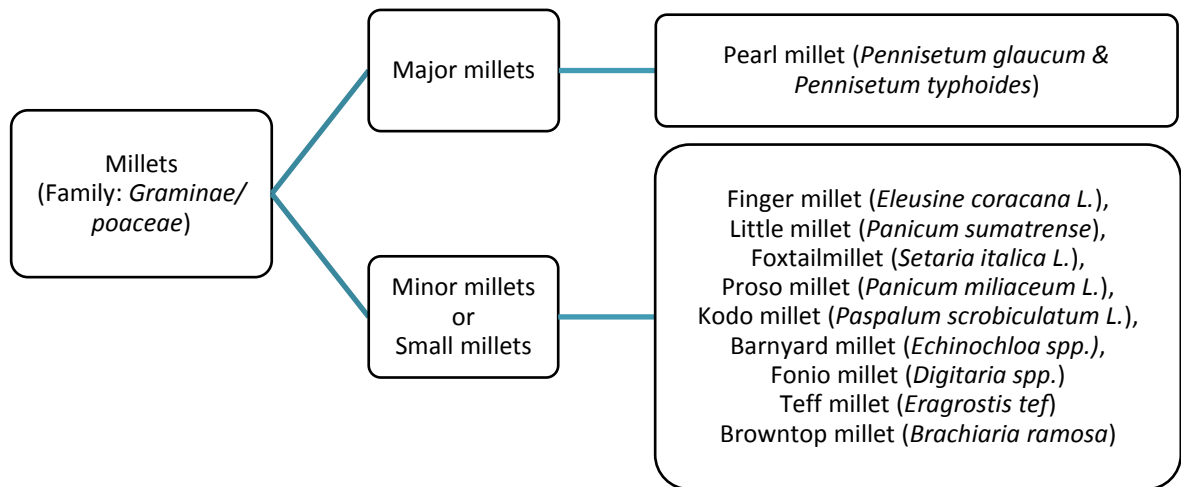 Millets
(Family: Graminae/
poaceae)
Major millets
Pearl millet (Pennisetum glaucum &
Pennisetum typhoides)
Minor millets
or
Small millets
Finger millet (Eleusine coracana L.),
Little millet (Panicum sumatrense),
Foxtailmillet (Setaria italica L.),
Proso millet (Panicum miliaceum L.),
Kodo millet (Paspalum scrobiculatum L.),
Barnyard millet (Echinochloa spp.),
Fonio millet (Digitaria spp.)
Teff millet (Eragrostis tef)
Browntop millet (Brachiaria ramosa)